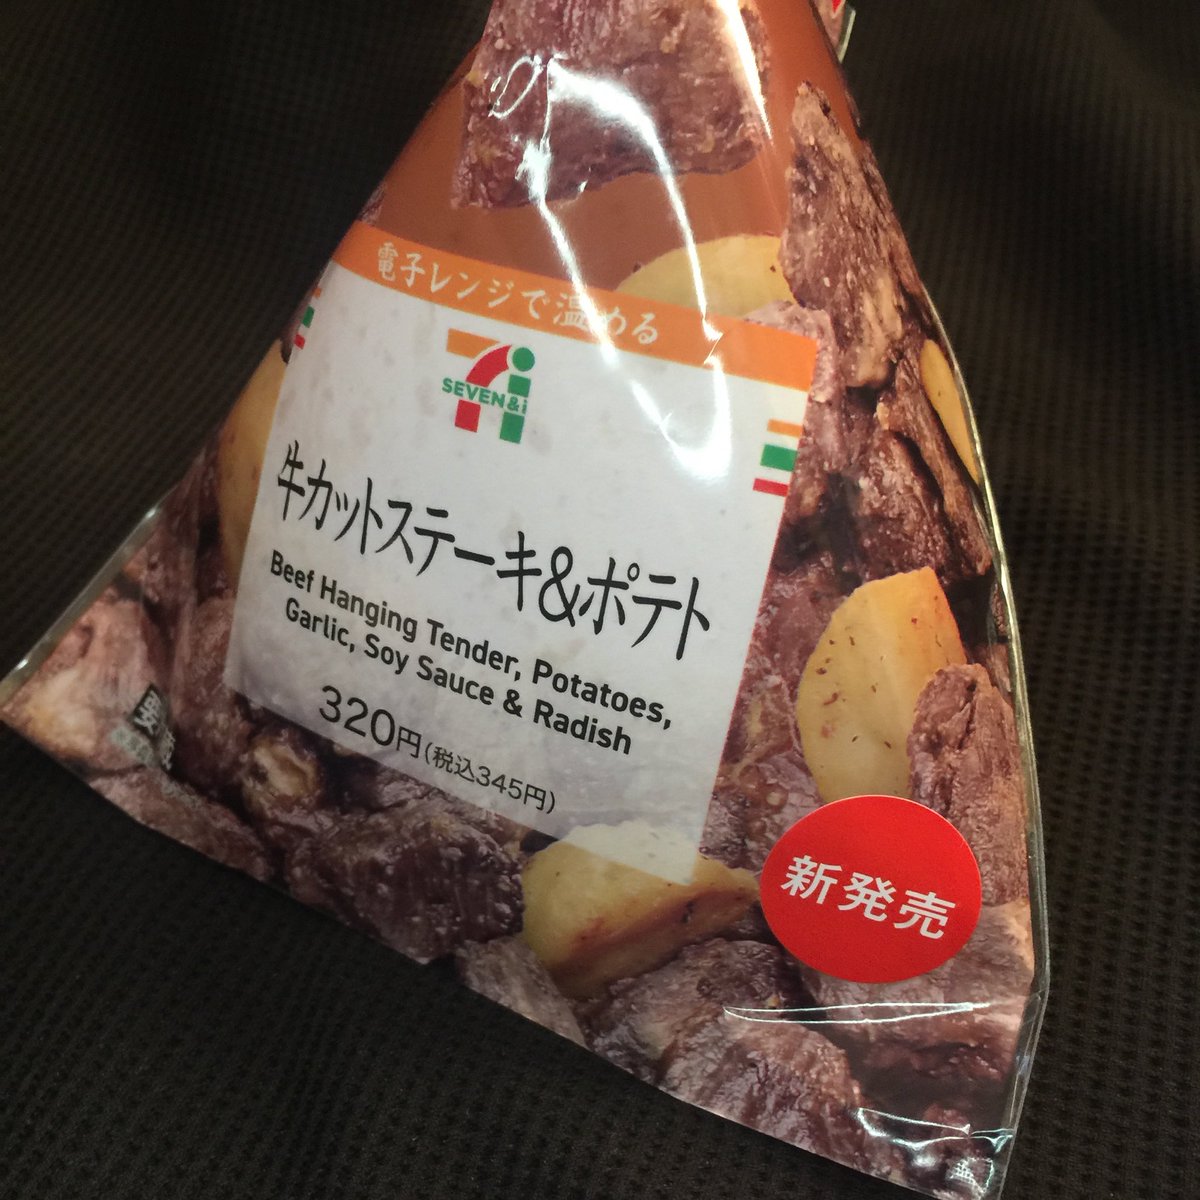 電子レンジで温める
SEVEN&i
牛カットステーキ&ポテト
Beef Hanging Tender, Potatoes,
Garlic, Soy Sauce & Radish
320円(税込345円)
新発売